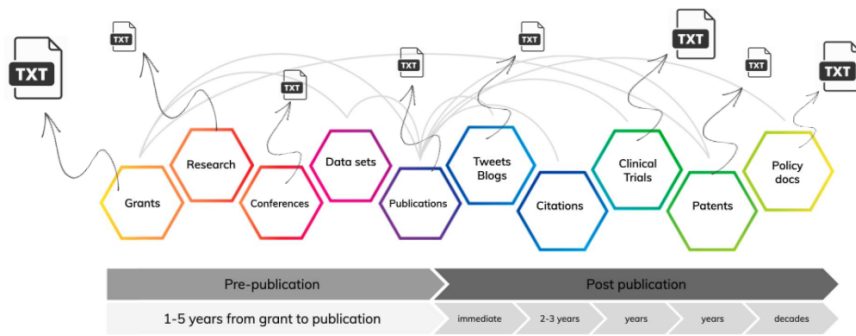 TXT
TXT
TXT
TXT
TXT
TXT
TXT
TXT
Grants
Research
Conferences
Data sets
Publications
Tweets
Blogs
Citations
Clinical
Trials
Patents
Policy
docs
Pre-publication
Post publication
1-5 years from grant to publication
immediate
2-3 years
years
years
decades